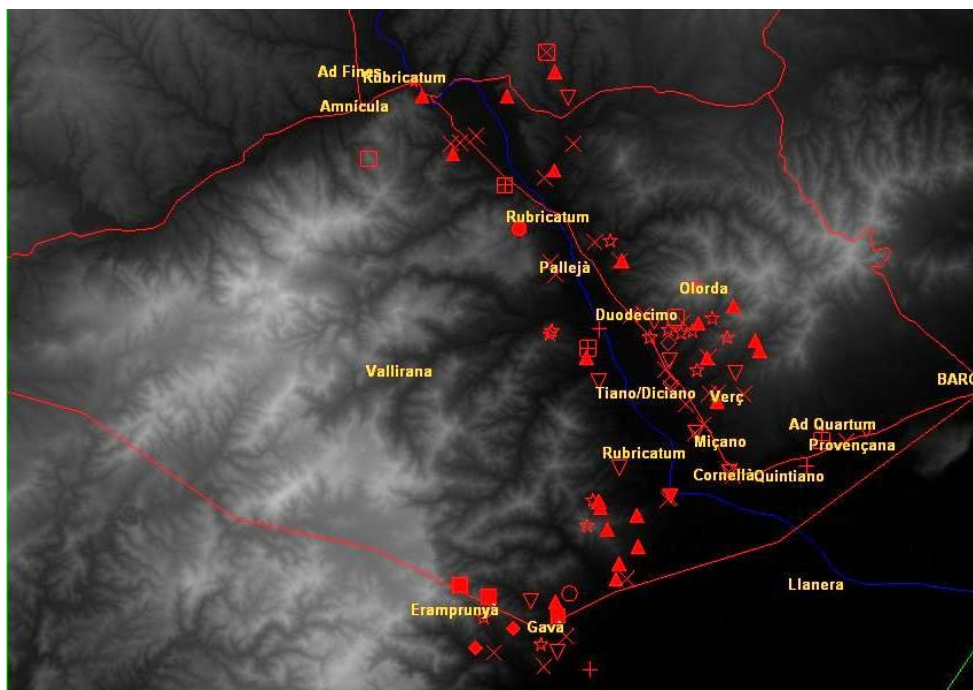 Ad Fines
Rubricatum
Amnícula
Rubricatum
Pallejà
Olorda
Duodecimo
Vallirana
BARC
Tiano/Diciano
Verç
Ad Quartum
Miçano
Provençana
Rubricatum
Cornellà
Quintiano
Llanera
Eramprunyà
Gavà